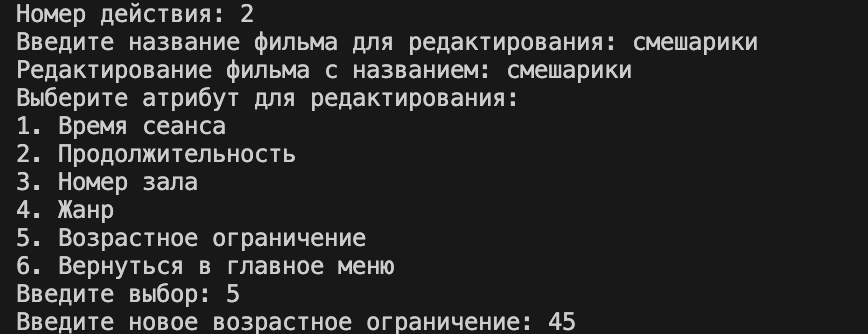 Номер действия: 2
Введите название фильма для редактирования: смешарики
Редактирование фильма с названием: смешарики
Выберите атрибут для редактирования:
1. Время сеанса
2. Продолжительность
3. Номер зала
4. Жанр
5. Возрастное ограничение
6. Вернуться в главное меню
Введите выбор: 5
Введите новое возрастное ограничение: 45